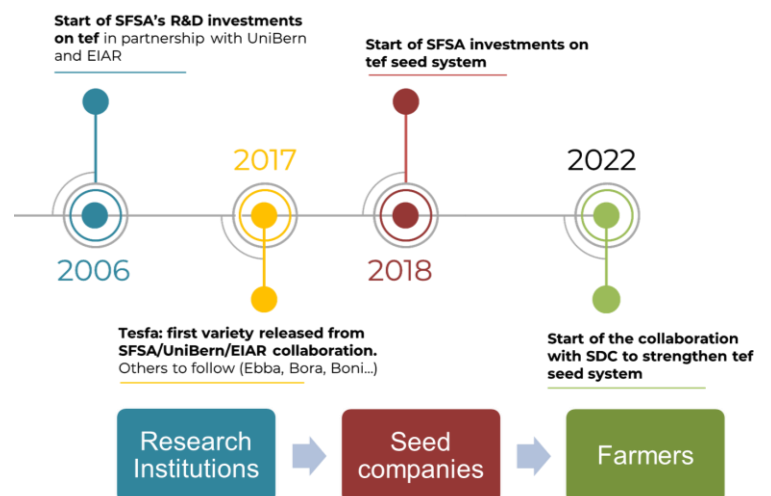 Start of SFSA's R&D investments
on tef in partnership with UniBern
and EIAR
Start of SFSA investments on
tef seed system
2017
2022
2006
2018
Tesfa: first variety released from
SFSA/UniBern/EIAR collaboration.
Others to follow (Ebba, Bora, Boni...)
Start of the collaboration
with SDC to strengthen tef
seed system
Research
Institutions
Seed
companies
Farmers